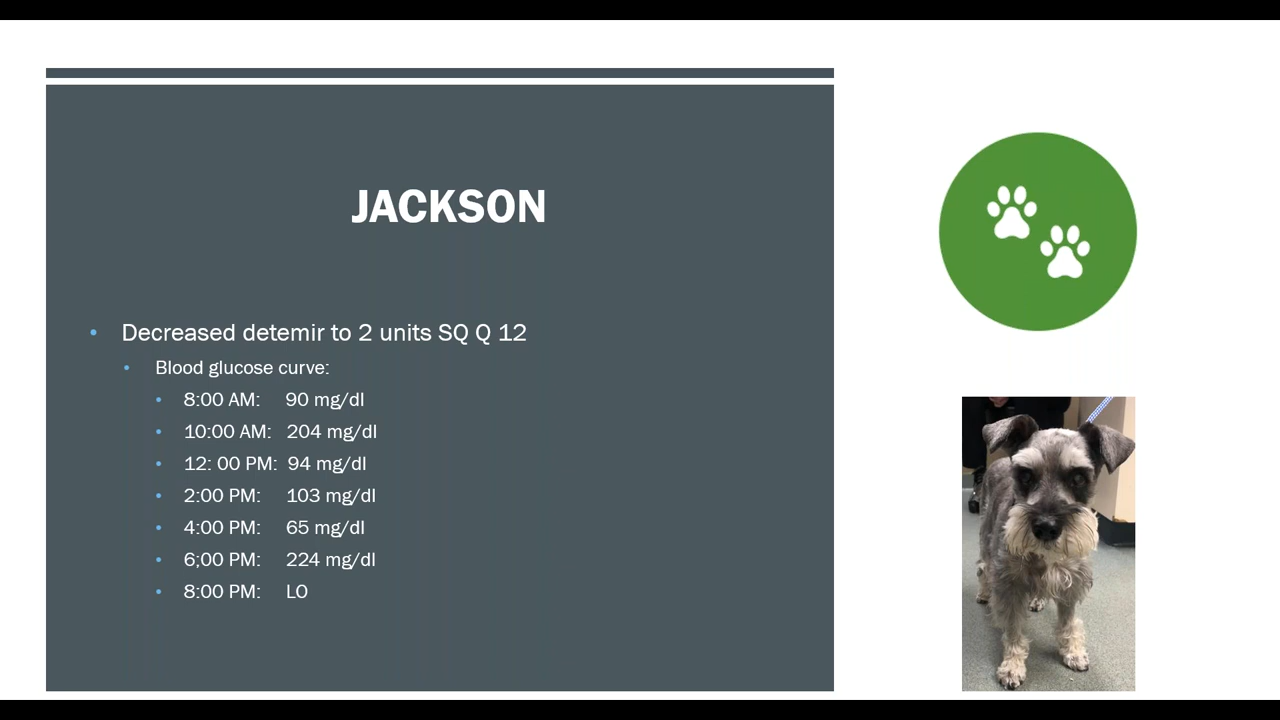 JACKSON
Decreased detemir to 2 units SQ Q 12
Blood glucose curve:
8:00 AM: 90 mg/dl
10:00 AM: 204 mg/dl
12: 00 PM: 94 mg/dl
2:00 PM: 103 mg/dl
4:00 PM: 65 mg/dl
6;00 PM: 224 mg/dl
8:00 PM: LO